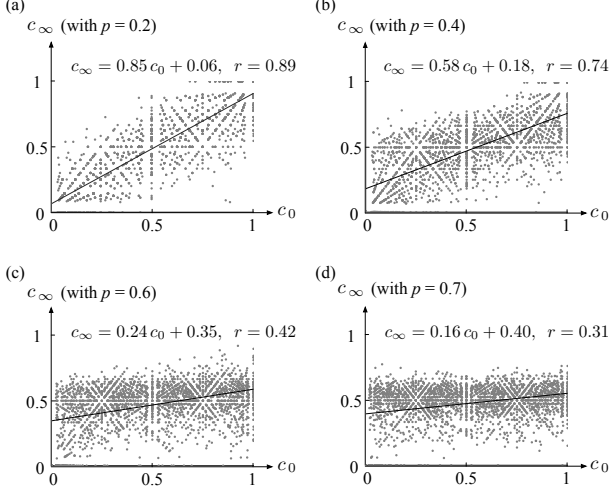 (a)
c∞ (with p = 0.2)
c∞ = 0.85 c0 + 0.06, r = 0.89
1
0.5
0
0 0.5 1 c0
(b)
c∞ (with p = 0.4)
c∞ = 0.58 c0 + 0.18, r = 0.74
1
0.5
0
0 0.5 1 c0
(c)
c∞ (with p = 0.6)
c∞ = 0.24 c0 + 0.35, r = 0.42
1
0.5
0
0 0.5 1 c0
(d)
c∞ (with p = 0.7)
c∞ = 0.16 c0 + 0.40, r = 0.31
1
0.5
0
0 0.5 1 c0